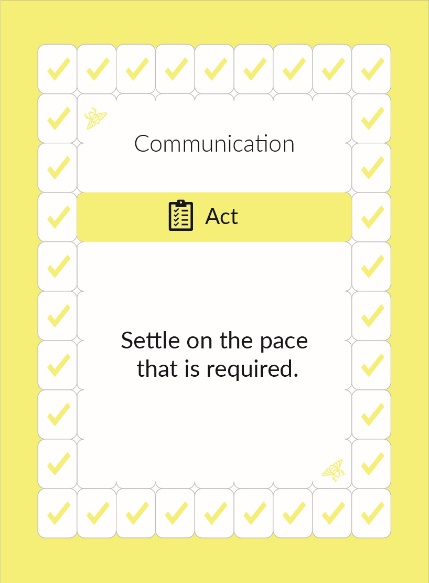 Communication
Act
Settle on the pace
that is required.